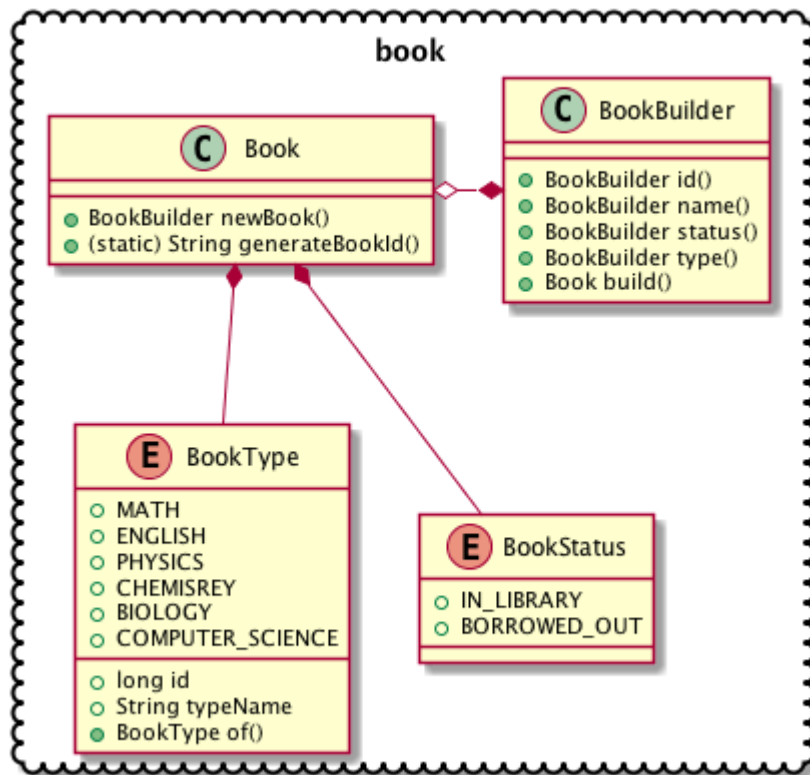 book
C Book
BookBuilder newBook()
(static) String generateBookId()
C BookBuilder
BookBuilder id()
BookBuilder name()
BookBuilder status()
BookBuilder type()
Book build()
E BookType
MATH
ENGLISH
PHYSICS
CHEMISREY
BIOLOGY
COMPUTER_SCIENCE
long id
String typeName
BookType of()
E BookStatus
IN_LIBRARY
BORROWED_OUT